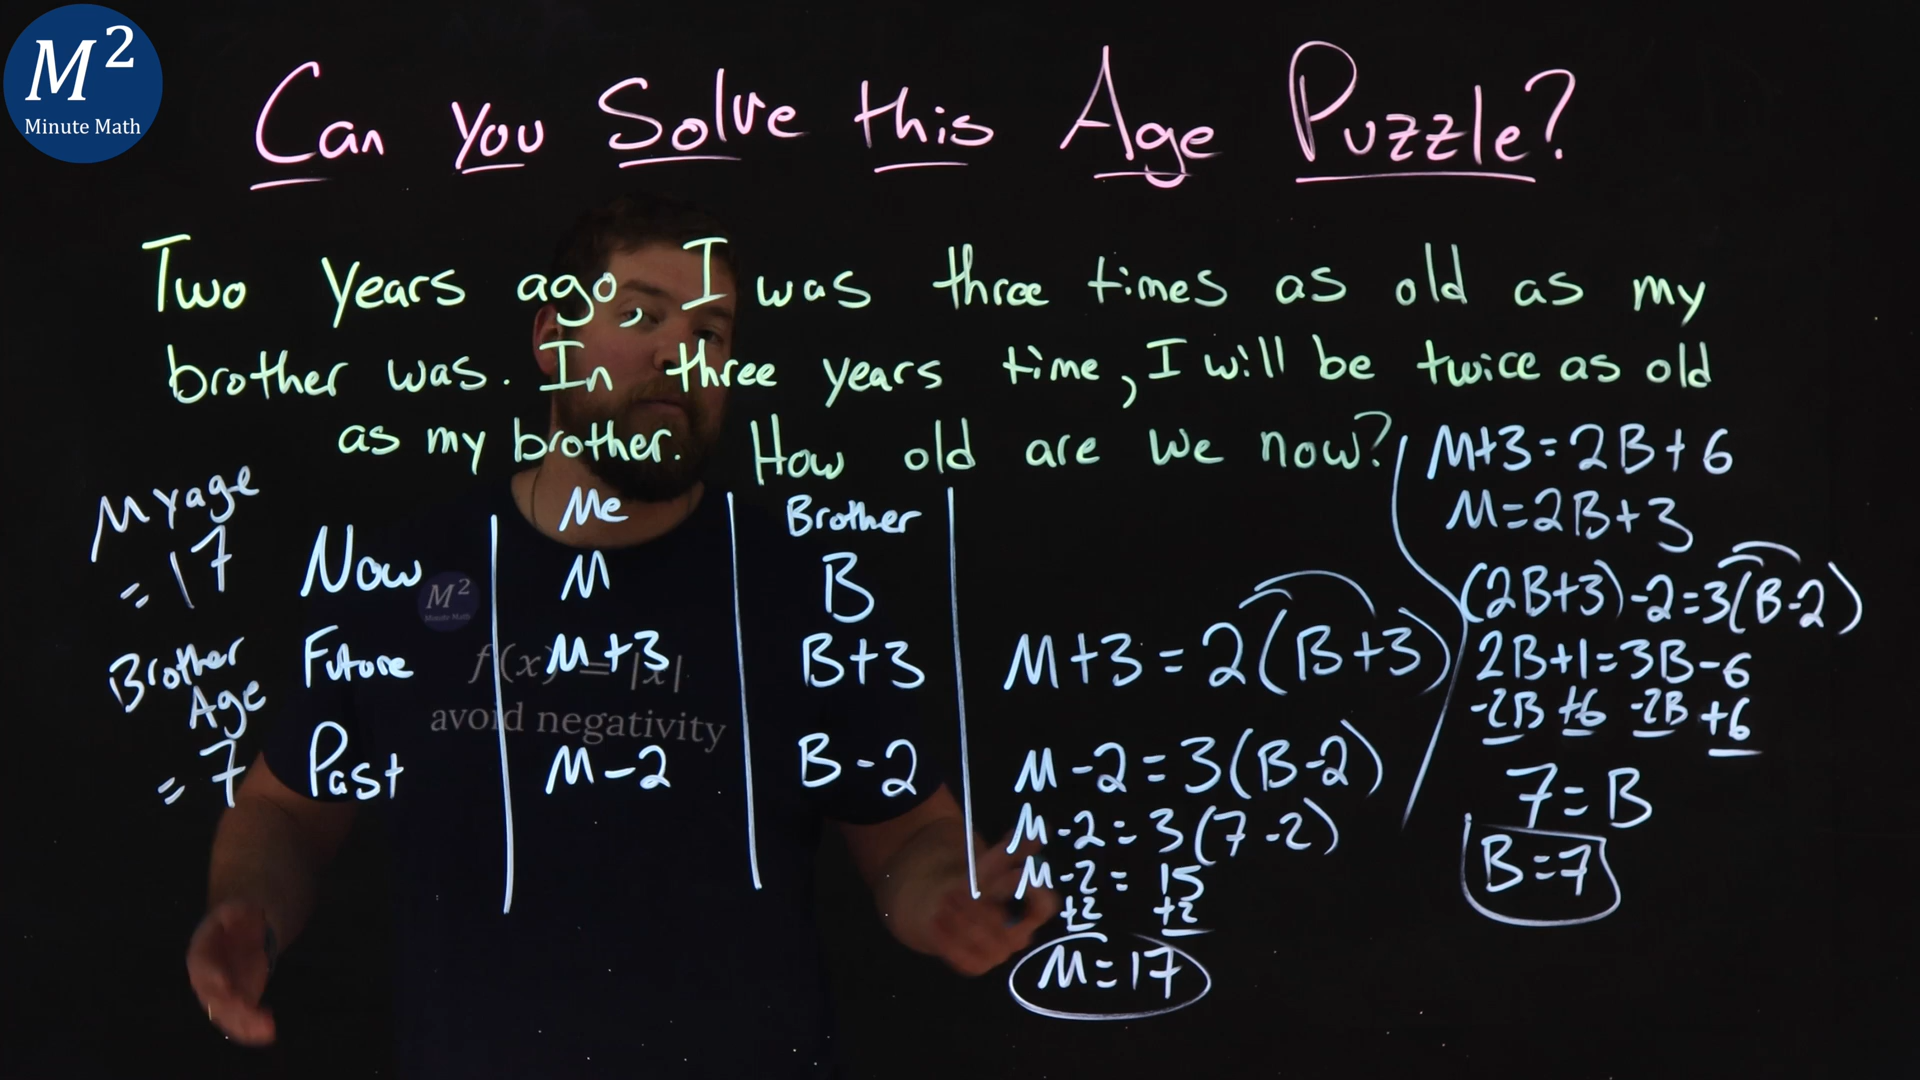 M²
Minute Math
Can You Solve this Age Puzzle?
Two years ago, I was three times as old as my
brother was. In three years time, I will be twice as old
as my brother. How old are we now?
My age
= 17
Brother
Age
= 7
Me Brother
Now M B
Future M+3 B+3
Past M-2 B-2
M²
Minute Math
f(x) = |x|
avoid negativity
M+3=2(B+3)
M-2=3(B-2)
M-2=3(7-2)
M-2= 15
+2 +2
M=17
M+3=2B+6
M=2B+3
(2B+3)-2=3(B-2)
2B+1=3B-6
-2B +6 -2B +6
7=B
B=7